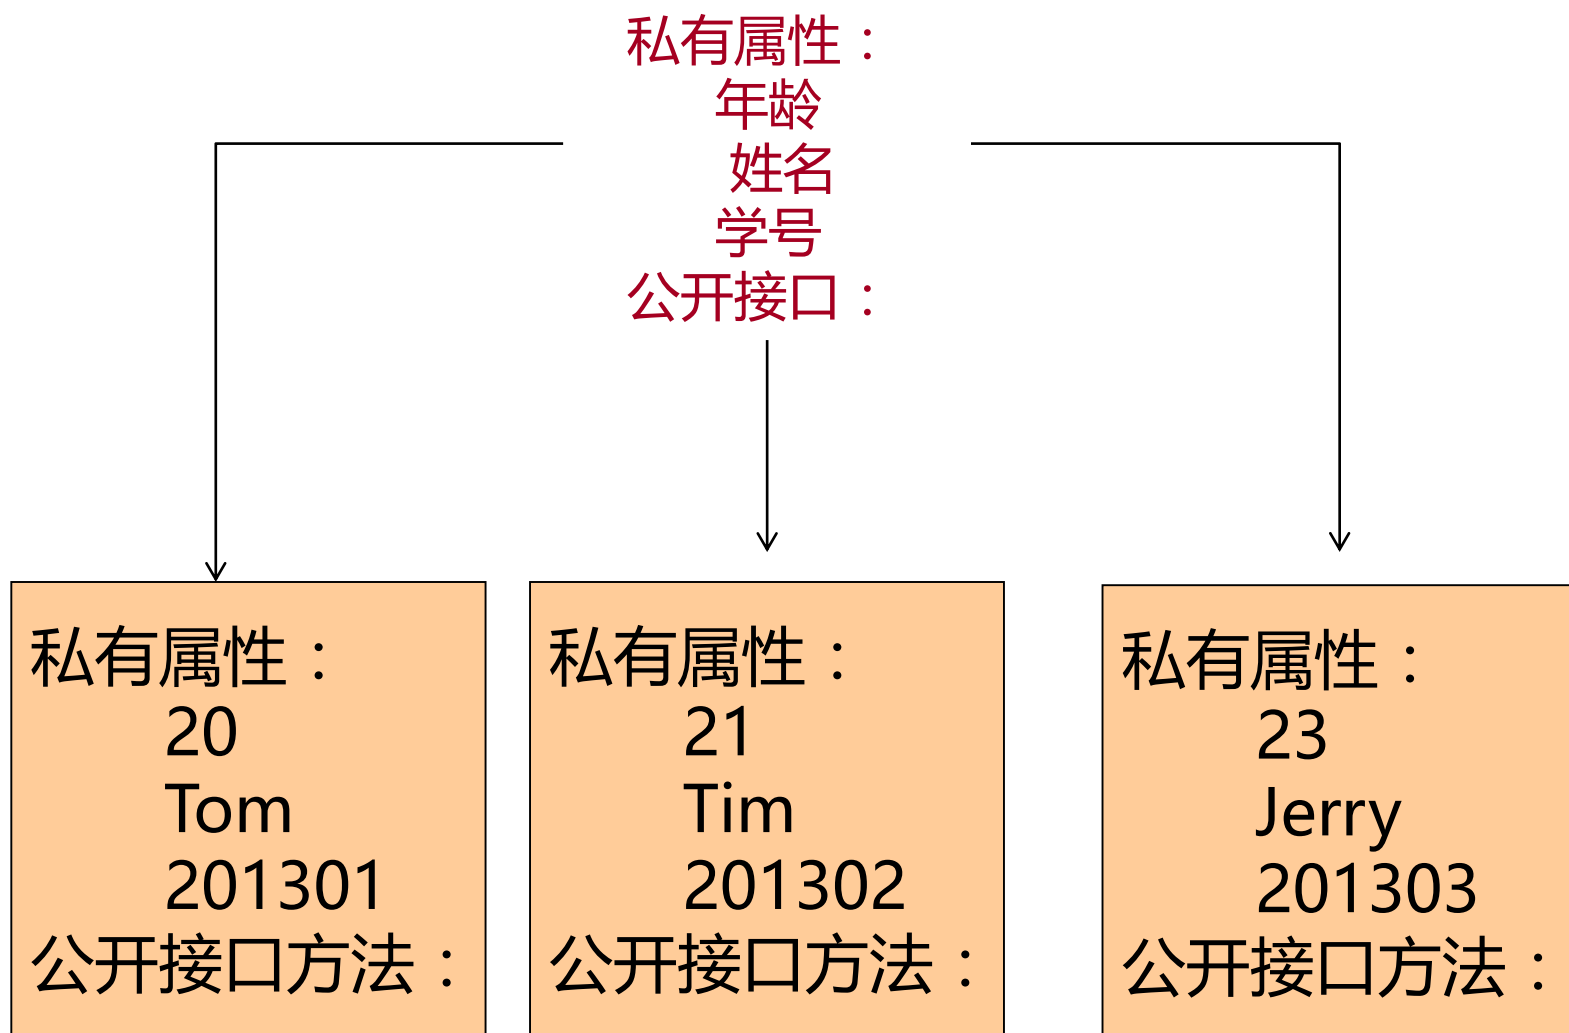 私有属性：
年龄
姓名
学号
公开接口：
私有属性：
20
Tom
201301
公开接口方法：
私有属性：
21
Tim
201302
公开接口方法：
私有属性：
23
Jerry
201303
公开接口方法：